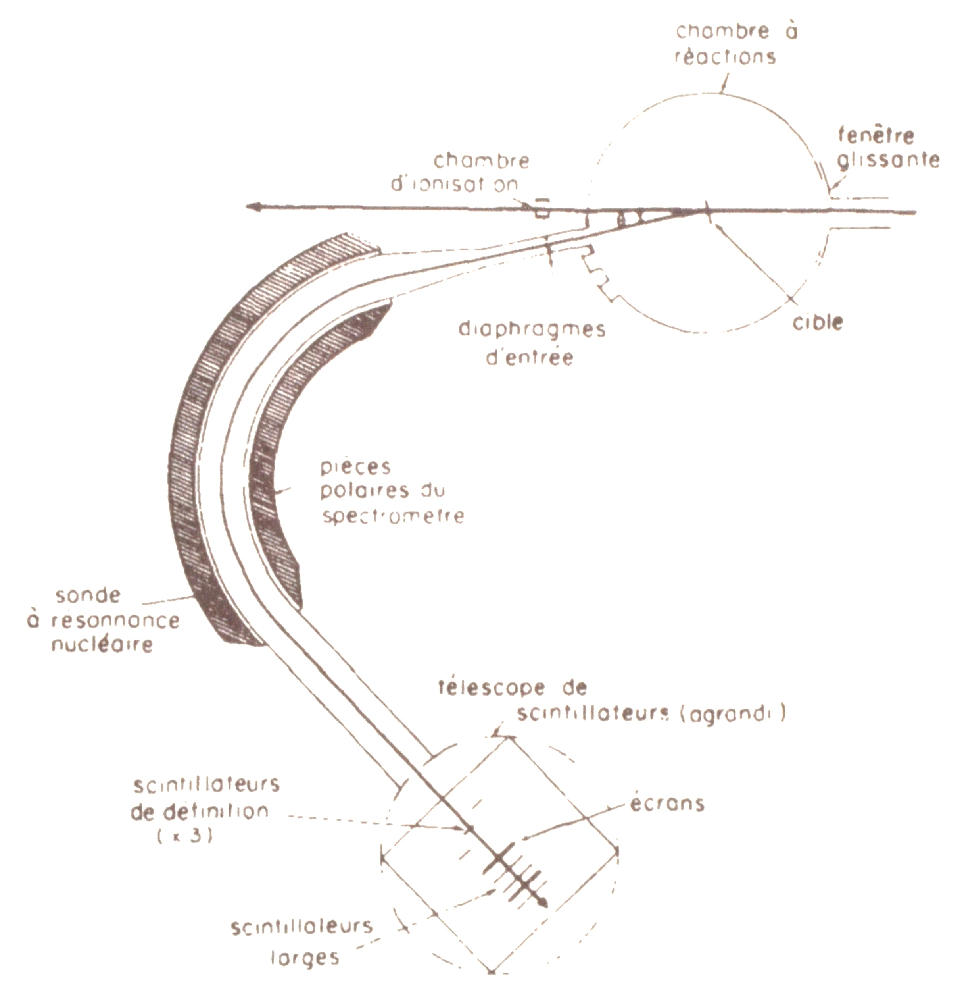 chambre à
réactions
fenêtre
glissante
chambre
d'ionisation
cible
diaphragmes
d'entrée
pièces
polaires du
spectrometre
sonde
à resonnance
nucléaire
télescope de
scintillateurs (agrandi)
scintillateurs
de définition
(x 3)
écrans
scintillateurs
larges